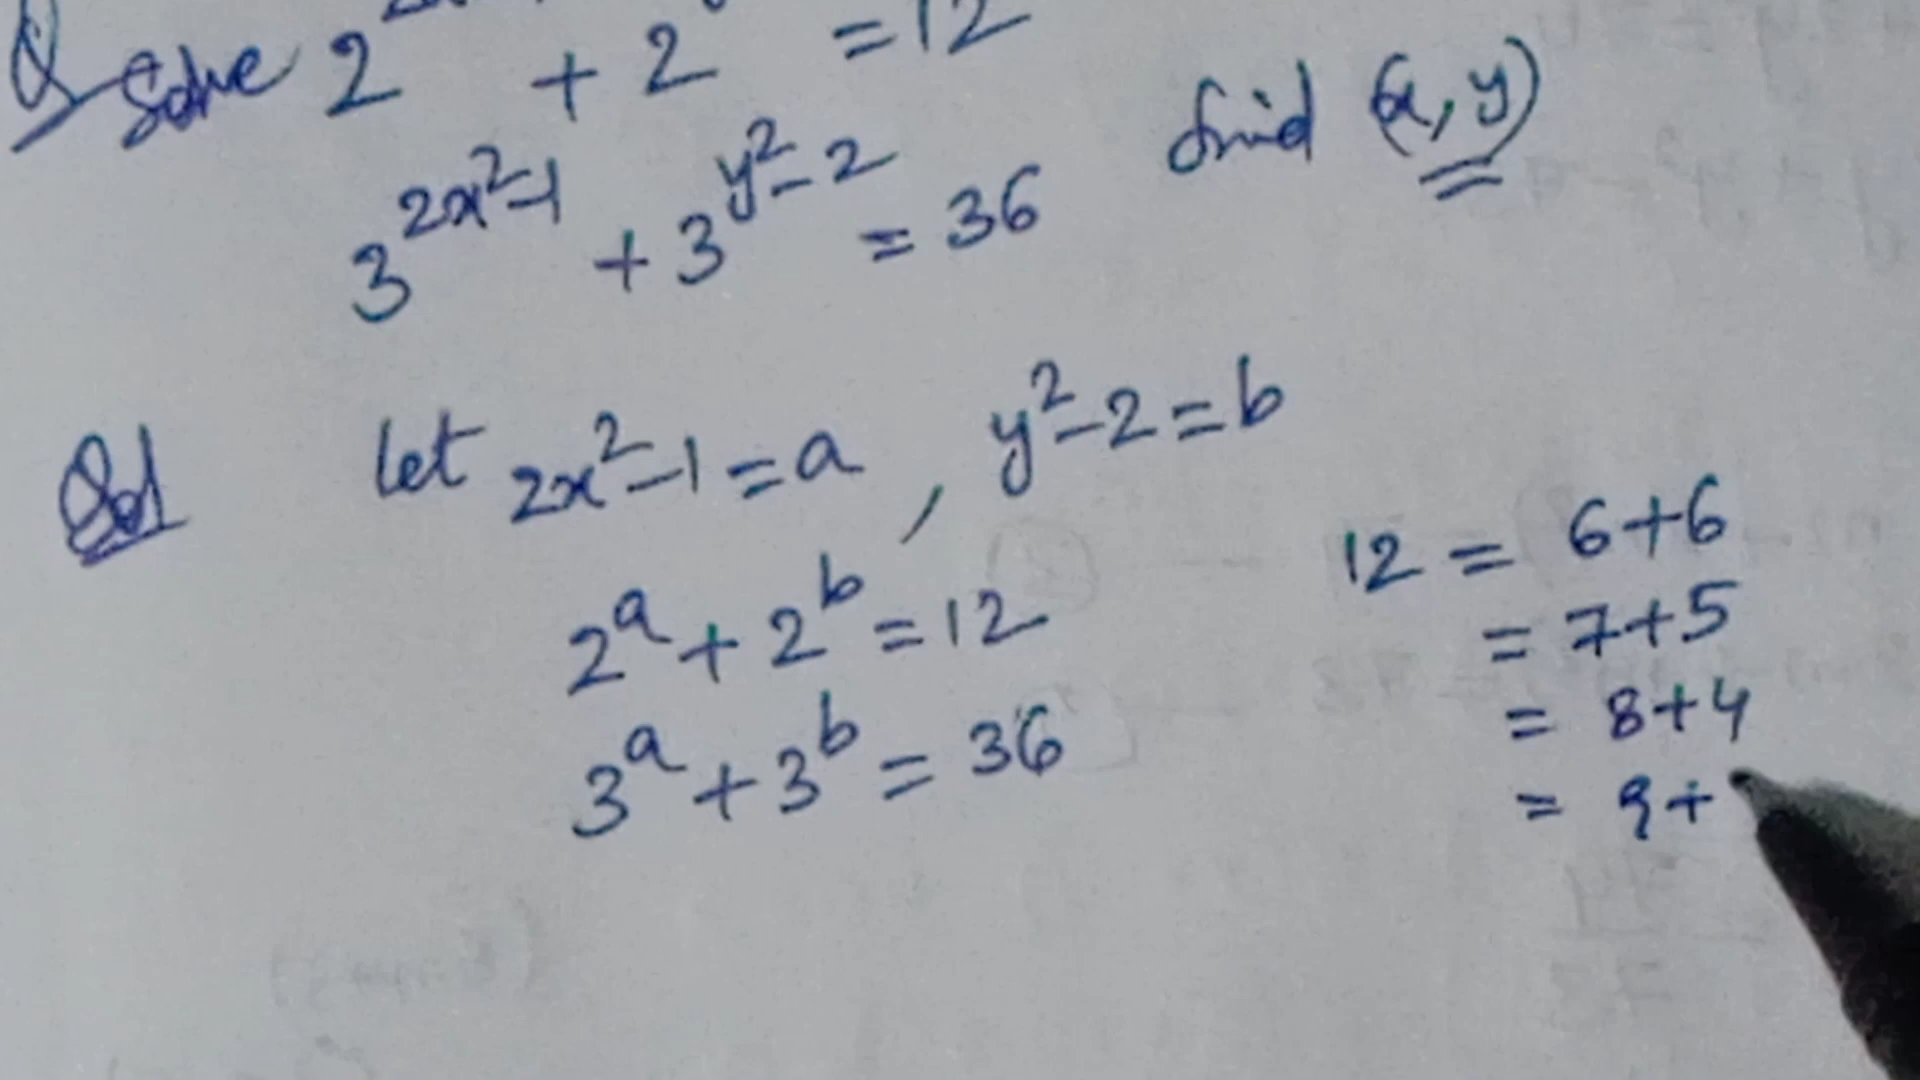 Q Solve 2 + 2 = 12
3^{2x²-1} + 3^{y²-2} = 36 find (x, y)
Sol let 2x²-1 = a , y²-2 = b
2^a + 2^b = 12
3^a + 3^b = 36
12 = 6+6
= 7+5
= 8+4
= 9+